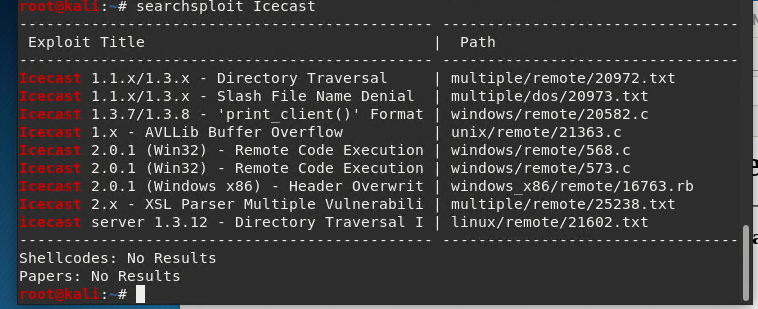 root@kali:~# searchsploit Icecast
---------------------------------------------- ---------------------------------
 Exploit Title | Path
---------------------------------------------- ---------------------------------
Icecast 1.1.x/1.3.x - Directory Traversal | multiple/remote/20972.txt
Icecast 1.1.x/1.3.x - Slash File Name Denial | multiple/dos/20973.txt
Icecast 1.3.7/1.3.8 - 'print_client()' Format | windows/remote/20582.c
Icecast 1.x - AVLLib Buffer Overflow | unix/remote/21363.c
Icecast 2.0.1 (Win32) - Remote Code Execution | windows/remote/568.c
Icecast 2.0.1 (Win32) - Remote Code Execution | windows/remote/573.c
Icecast 2.0.1 (Windows x86) - Header Overwrit | windows_x86/remote/16763.rb
Icecast 2.x - XSL Parser Multiple Vulnerabili | multiple/remote/25238.txt
icecast server 1.3.12 - Directory Traversal I | linux/remote/21602.txt
---------------------------------------------- ---------------------------------
Shellcodes: No Results
Papers: No Results
root@kali:~#